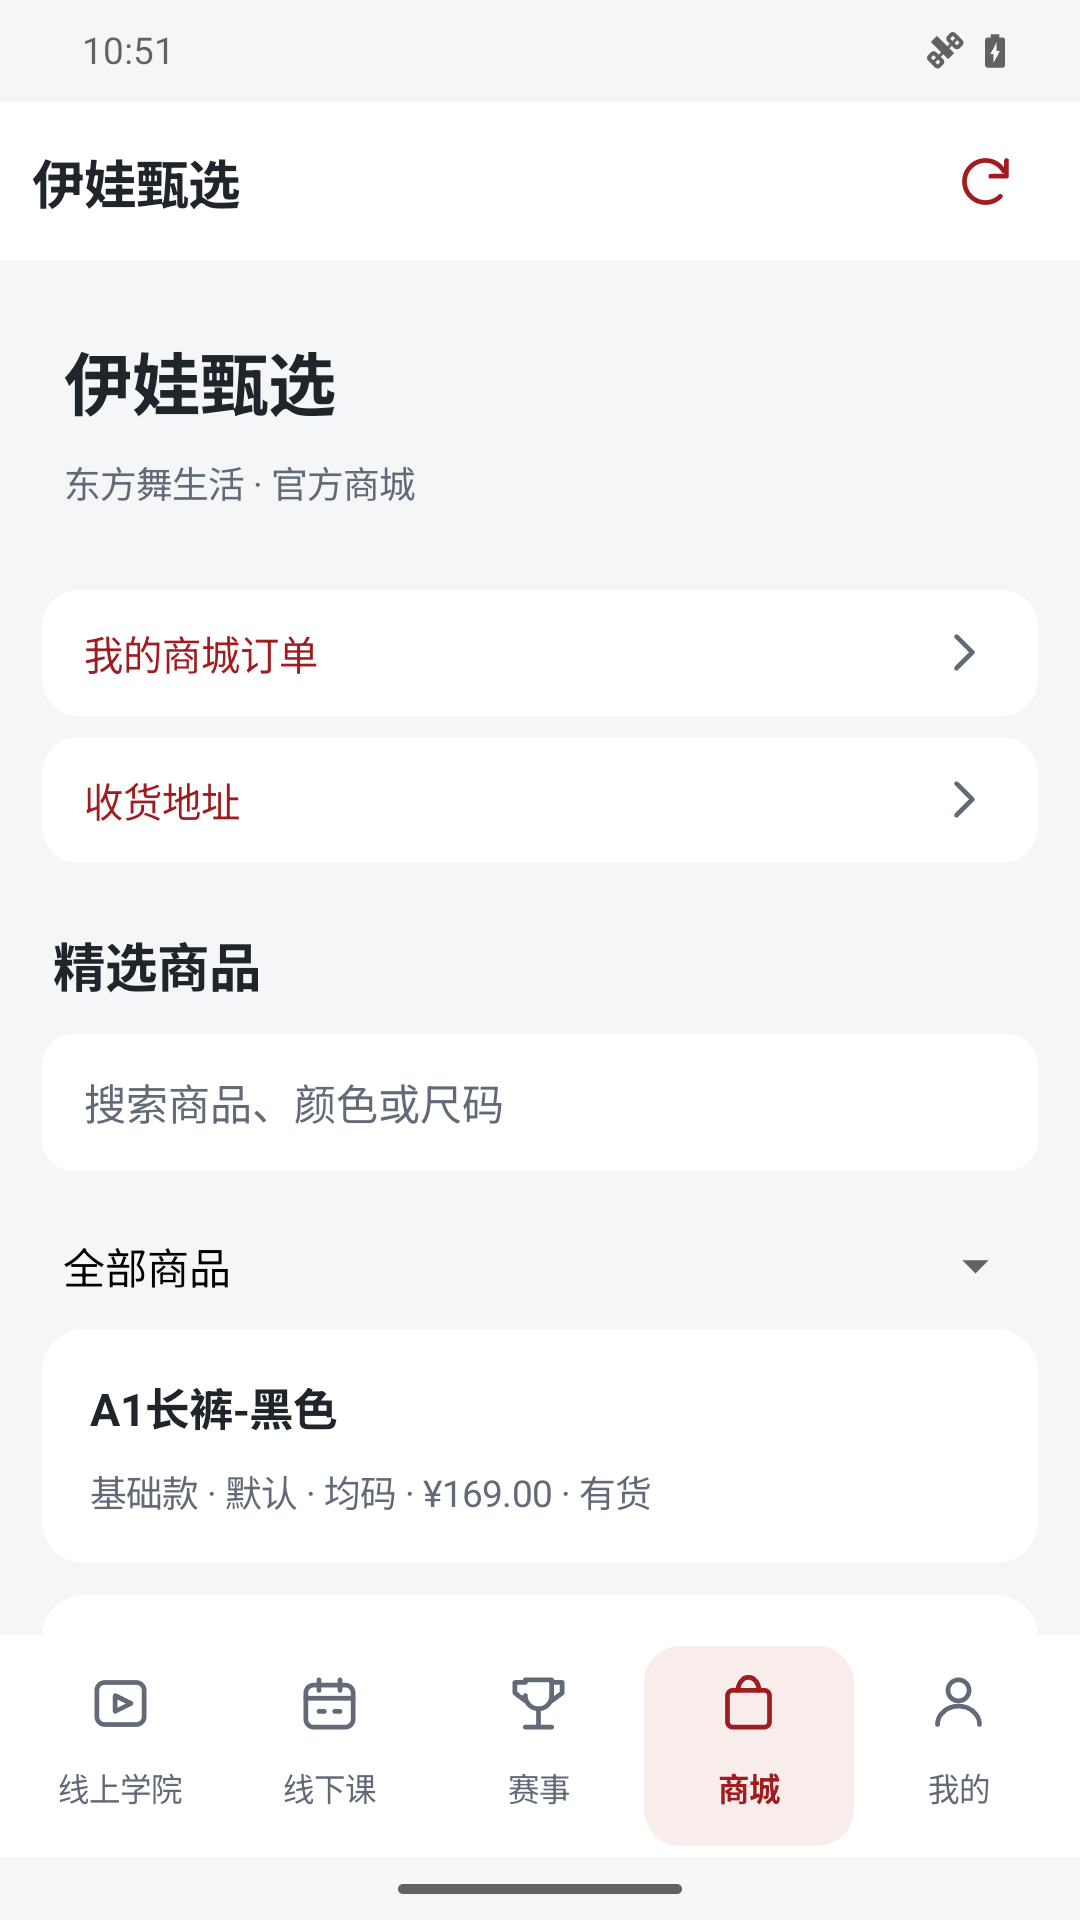 10:51
伊娃甄选
伊娃甄选
东方舞生活 · 官方商城
我的商城订单
收货地址
精选商品
搜索商品、颜色或尺码
全部商品
A1长裤-黑色
基础款 · 默认 · 均码 · ¥169.00 · 有货
线上学院
线下课
赛事
商城
我的